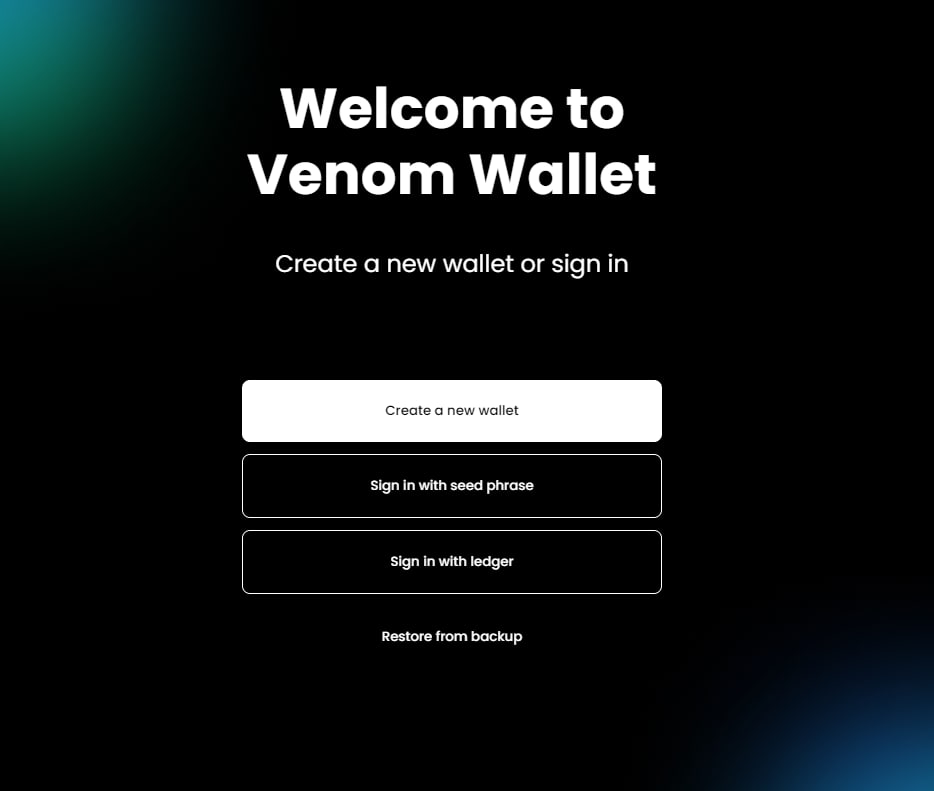 Welcome to
Venom Wallet
Create a new wallet or sign in
Create a new wallet
Sign in with seed phrase
Sign in with ledger
Restore from backup